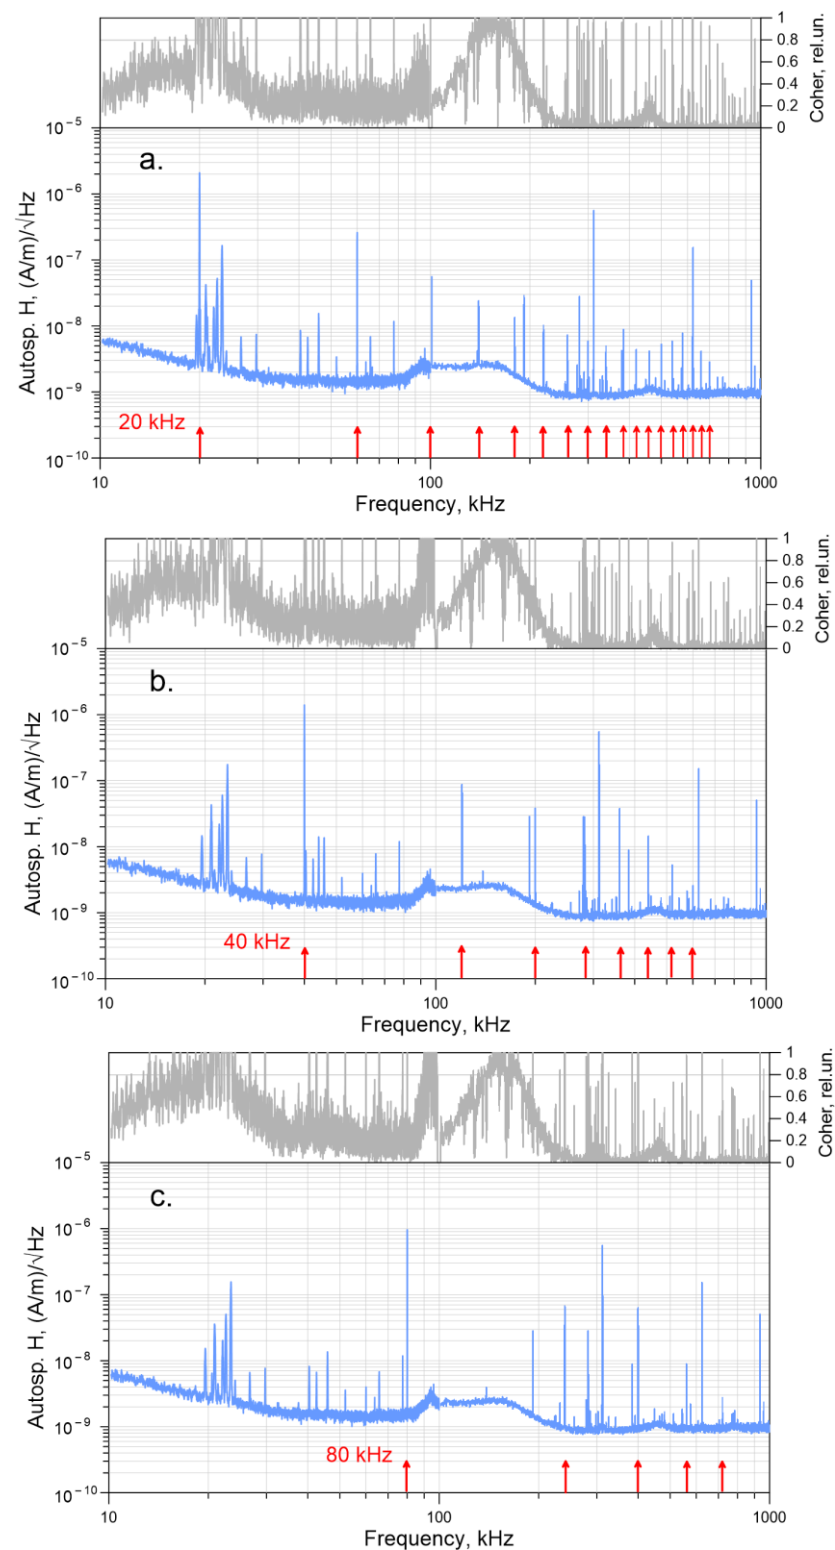 1
0.8
0.6
0.4
0.2
0
Coher, rel.un.
a.
10⁻⁵
10⁻⁶
10⁻⁷
10⁻⁸
10⁻⁹
10⁻¹⁰
Autosp. H, (A/m)/√Hz
20 kHz
10 100 1000
Frequency, kHz
1
0.8
0.6
0.4
0.2
0
Coher, rel.un.
b.
10⁻⁵
10⁻⁶
10⁻⁷
10⁻⁸
10⁻⁹
10⁻¹⁰
Autosp. H, (A/m)/√Hz
40 kHz
10 100 1000
Frequency, kHz
1
0.8
0.6
0.4
0.2
0
Coher, rel.un.
c.
10⁻⁵
10⁻⁶
10⁻⁷
10⁻⁸
10⁻⁹
10⁻¹⁰
Autosp. H, (A/m)/√Hz
80 kHz
10 100 1000
Frequency, kHz